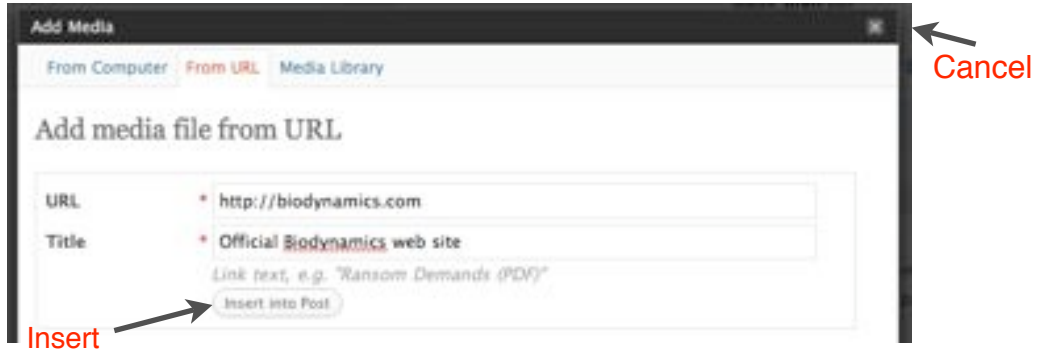 Add Media
Cancel
From Computer From URL Media Library
Add media file from URL
URL * http://biodynamics.com
Title * Official Biodynamics web site
Link text, e.g. "Ransom Demands (PDF)"
Insert into Post
Insert